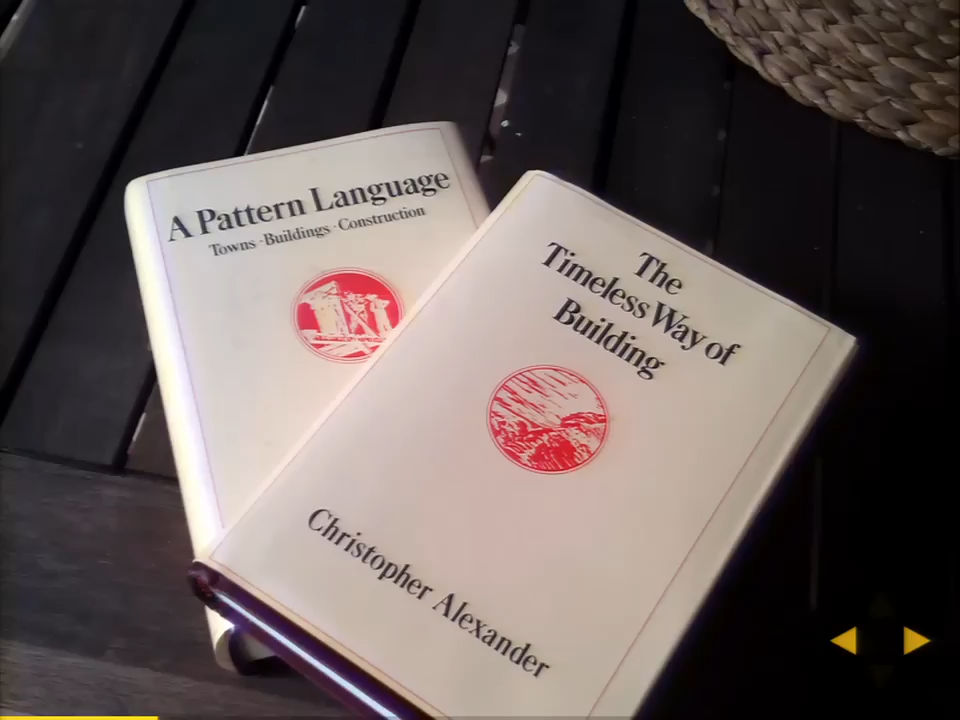 A Pattern Language
Towns · Buildings · Construction
The
Timeless Way of
Building
Christopher Alexander